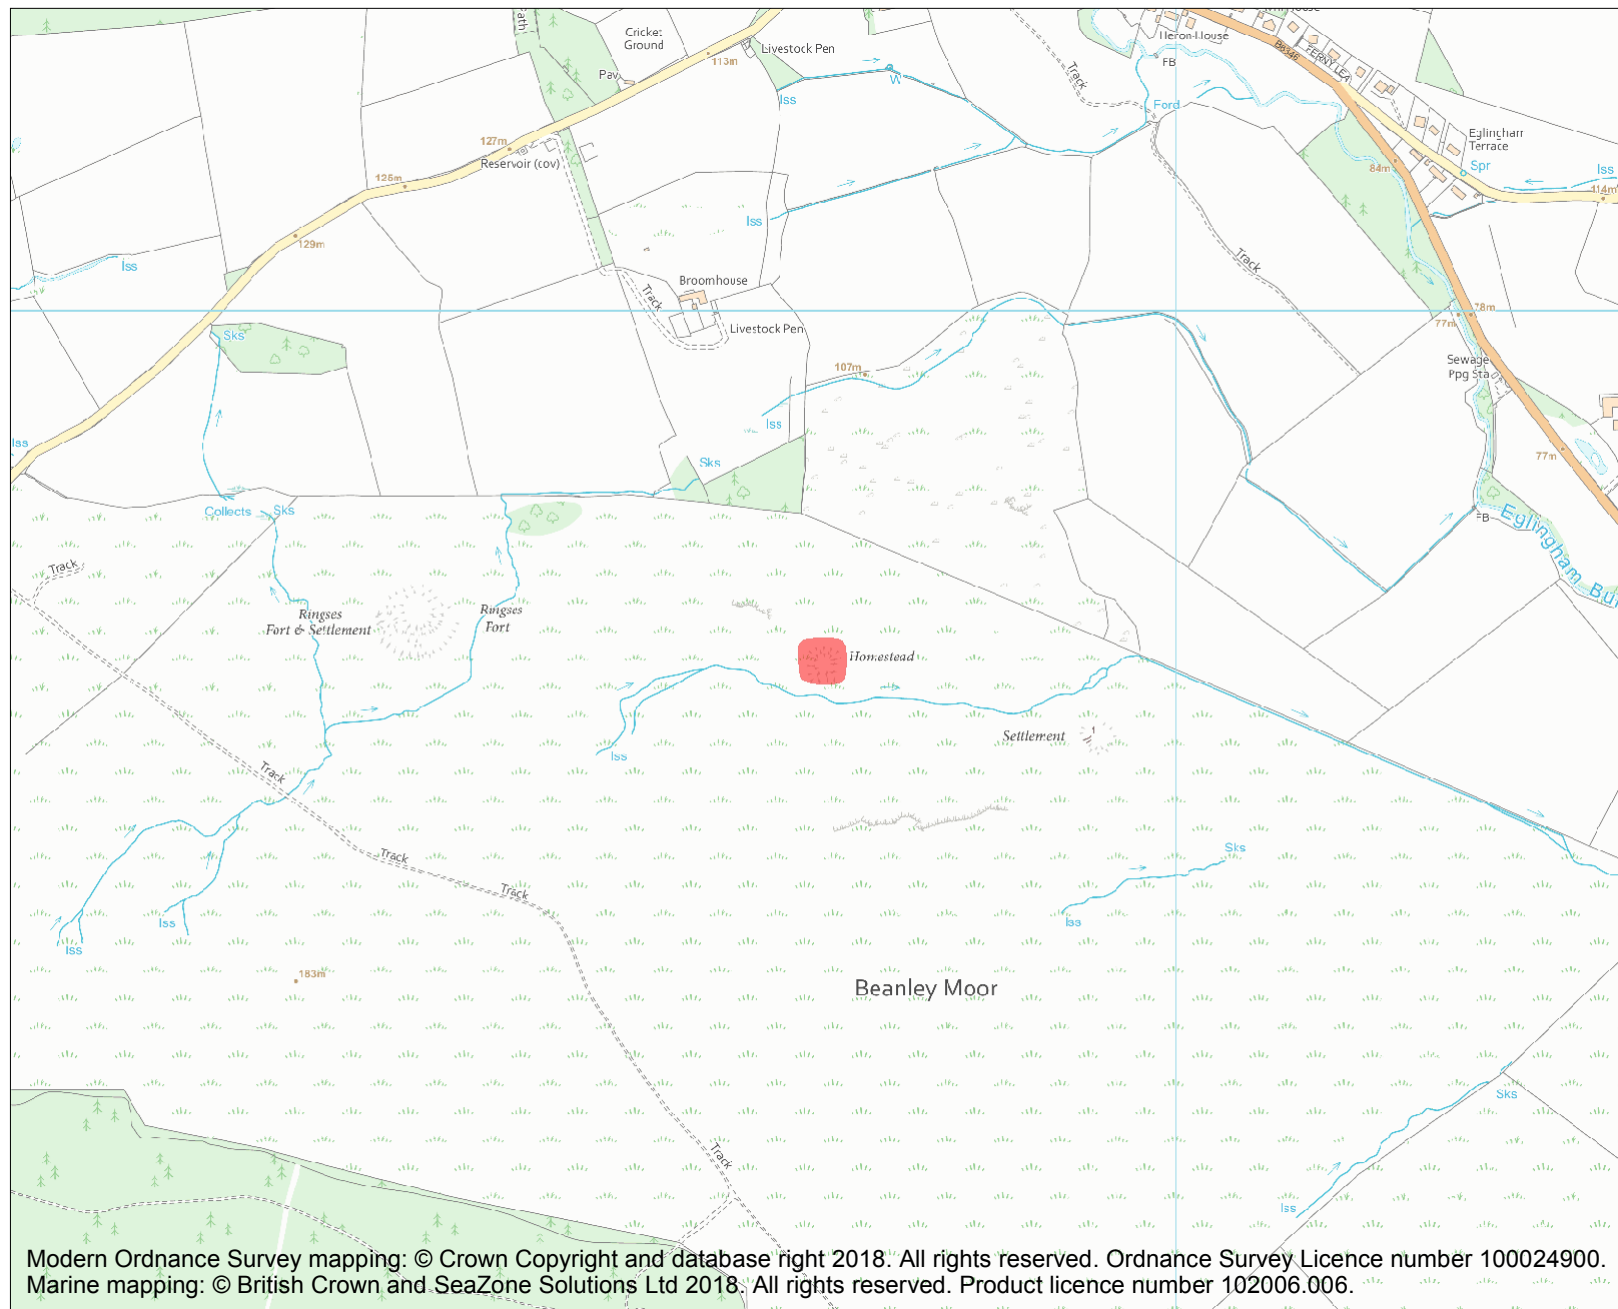 Cricket
Ground
Livestock Pen
113m
Pav
Iss
W
Track
Heron House
FB
B6346
FERNY LEA
Ford
Eglingham
Terrace
Spr
Iss
84m
114m
127m
Reservoir (cov)
125m
Iss
129m
Iss
Track
Broomhouse
Track
Livestock Pen
78m
77m
Sks
107m
Sewage
Ppg Sta
Iss
Iss
Sks
77m
Collects
Sks
FB
Eglingham Bu
Track
Ringses
Fort & Settlement
Ringses
Fort
Homestead
Settlement
Iss
Track
Track
Track
Sks
Iss
Iss
Iss
183m
Beanley Moor
Sks
Track
Iss
Modern Ordnance Survey mapping: © Crown Copyright and database right 2018. All rights reserved. Ordnance Survey Licence number 100024900.
Marine mapping: © British Crown and SeaZone Solutions Ltd 2018. All rights reserved. Product licence number 102006.006.